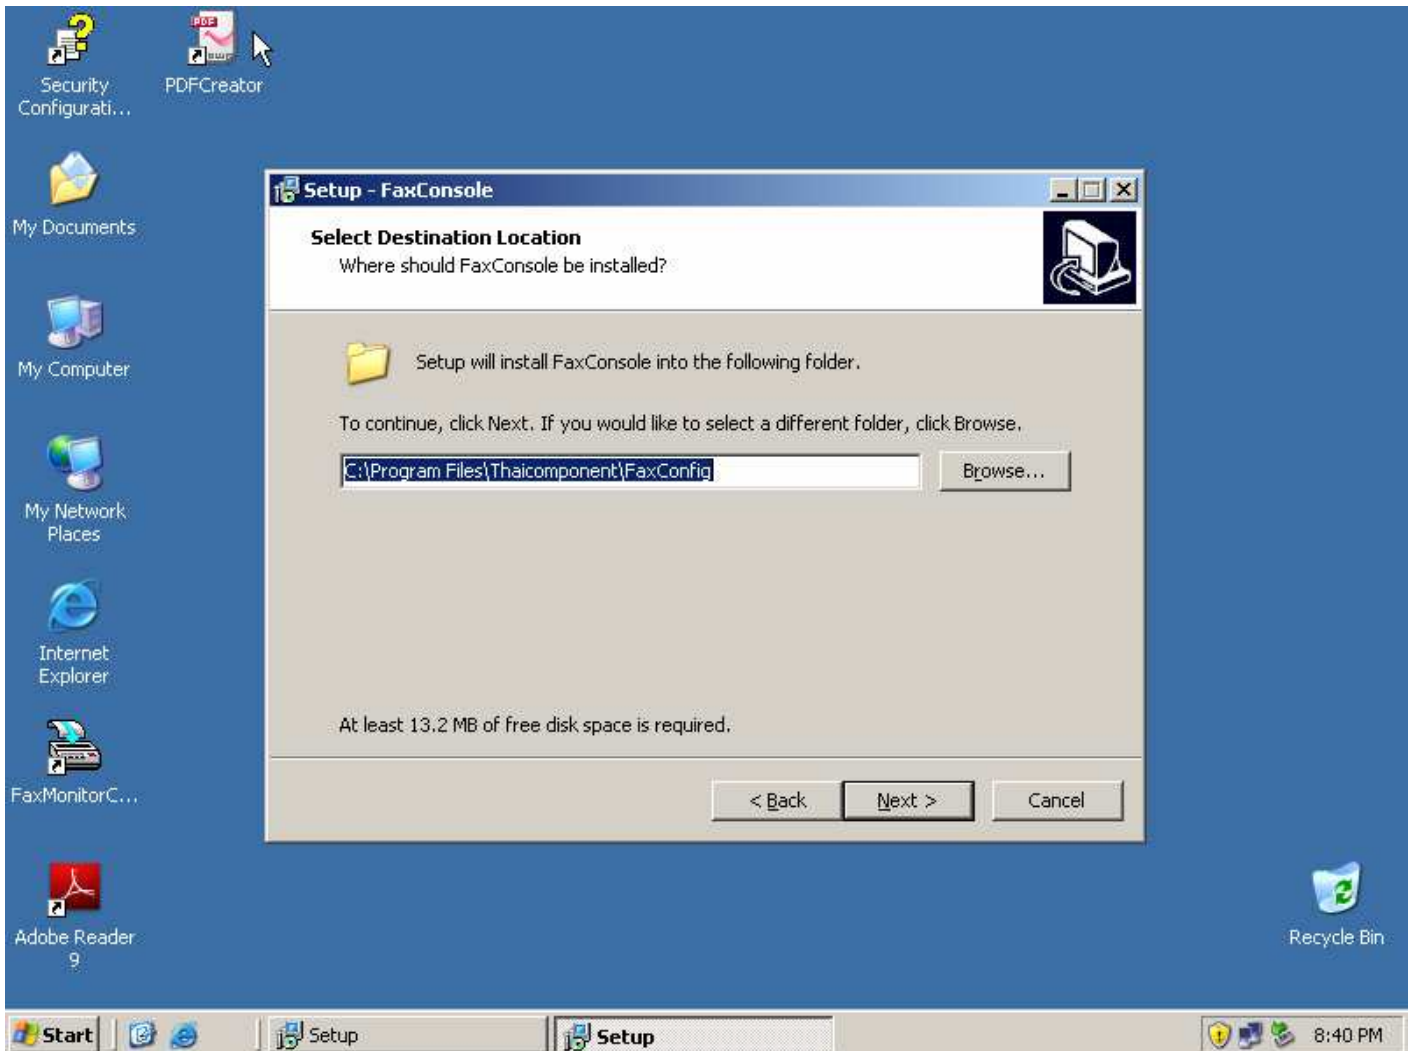 Security
Configurati...
PDF
PDFCreator
My Documents
My Computer
My Network
Places
Internet
Explorer
FaxMonitorC...
Adobe Reader
9
Setup - FaxConsole
Select Destination Location
Where should FaxConsole be installed?
Setup will install FaxConsole into the following folder.
To continue, click Next. If you would like to select a different folder, click Browse.
C:\Program Files\Thaicomponent\FaxConfig
Browse...
At least 13.2 MB of free disk space is required.
< Back
Next >
Cancel
Recycle Bin
Start
Setup
Setup
8:40 PM